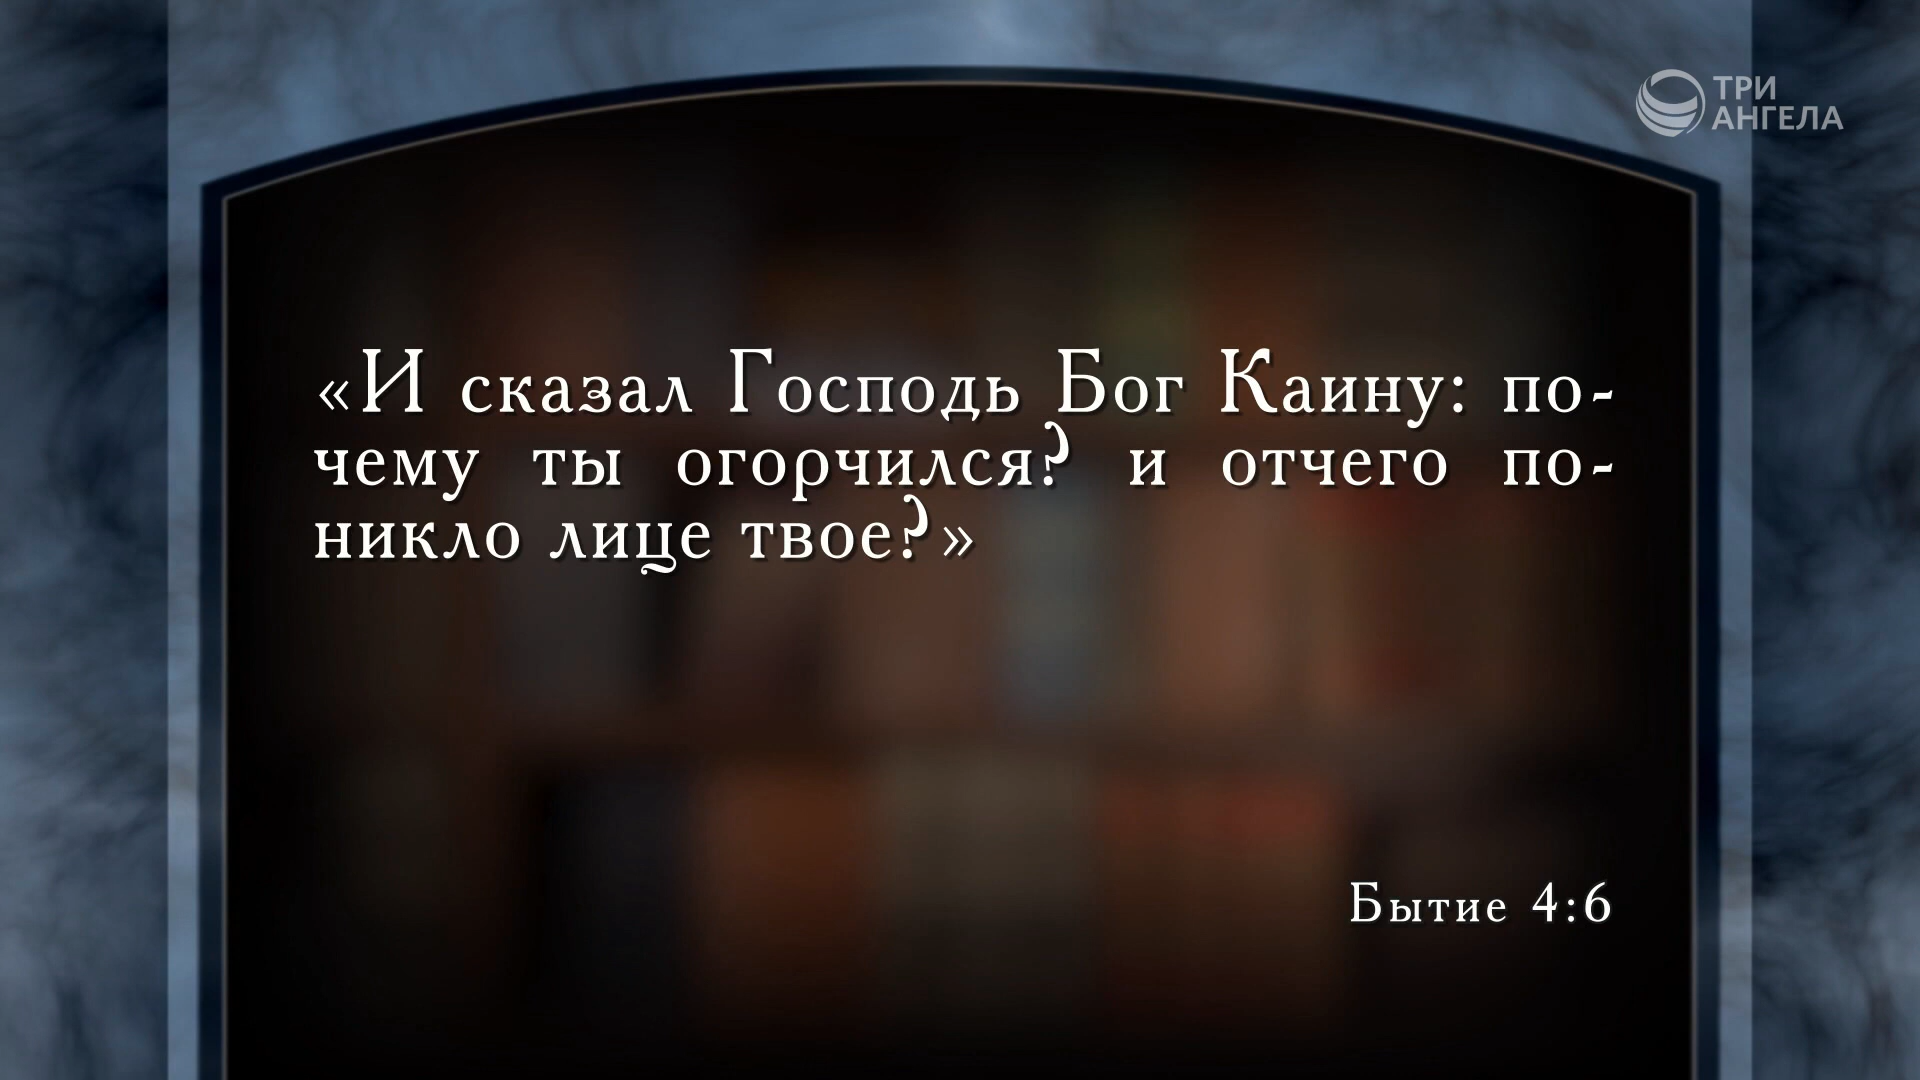 ТРИ
АНГЕЛА
«И сказал Господь Бог Каину: по-
чему ты огорчился? и отчего по-
никло лице твое?»
Бытие 4:6